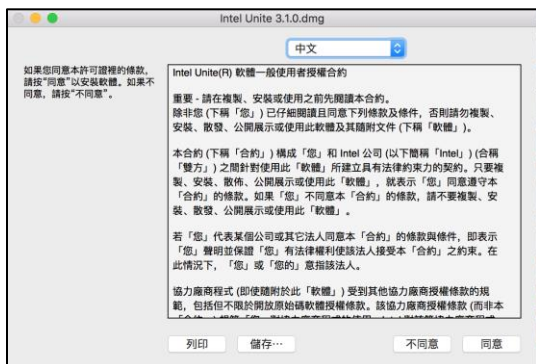 Intel Unite 3.1.0.dmg
中文
如果您同意本許可證裡的條款，
請按"同意"以安裝軟體。如果不
同意，請按"不同意"。
Intel Unite(R) 軟體一般使用者授權合約
重要 - 請在複製、安裝或使用之前先閱讀本合約。
除非您 (下稱「您」) 已仔細閱讀且同意下列條款及條件，否則請勿複製、
安裝、散發、公開展示或使用此軟體及其隨附文件 (下稱「軟體」)。
本合約 (下稱「合約」) 構成「您」和 Intel 公司 (以下簡稱「Intel」) (合稱
「雙方」) 之間針對使用此「軟體」所建立具有法律約束力的契約。只要複
製、安裝、散佈、公開展示或使用此「軟體」，就表示「您」同意遵守本
「合約」的條款。如果「您」不同意本「合約」的條款，請不要複製、安
裝、散發、公開展示或使用此「軟體」。
若「您」代表某個公司或其它法人同意本「合約」的條款與條件，即表示
「您」聲明並保證「您」有法律權利使該法人接受本「合約」之約束。在
此情況下，「您」或「您的」意指該法人。
協力廠商程式 (即使隨附於此「軟體」) 受到其他協力廠商授權條款的規
範，包括但不限於開放原始碼軟體授權條款。該協力廠商授權條款 (而非本
列印
儲存…
不同意
同意